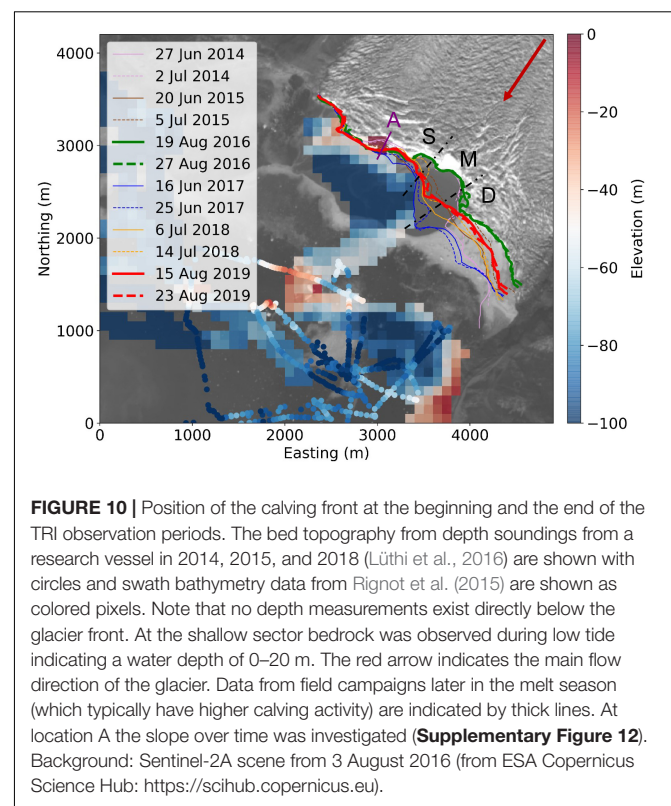 4000
3000
2000
1000
0
Northing (m)
27 Jun 2014
2 Jul 2014
20 Jun 2015
5 Jul 2015
19 Aug 2016
27 Aug 2016
16 Jun 2017
25 Jun 2017
6 Jul 2018
14 Jul 2018
15 Aug 2019
23 Aug 2019
A
S
M
D
0
1000
2000
3000
4000
Easting (m)
0
−20
−40
−60
−80
−100
Elevation (m)
FIGURE 10 | Position of the calving front at the beginning and the end of the
TRI observation periods. The bed topography from depth soundings from a
research vessel in 2014, 2015, and 2018 (Lüthi et al., 2016) are shown with
circles and swath bathymetry data from Rignot et al. (2015) are shown as
colored pixels. Note that no depth measurements exist directly below the
glacier front. At the shallow sector bedrock was observed during low tide
indicating a water depth of 0–20 m. The red arrow indicates the main flow
direction of the glacier. Data from field campaigns later in the melt season
(which typically have higher calving activity) are indicated by thick lines. At
location A the slope over time was investigated (Supplementary Figure 12).
Background: Sentinel-2A scene from 3 August 2016 (from ESA Copernicus
Science Hub: https://scihub.copernicus.eu).